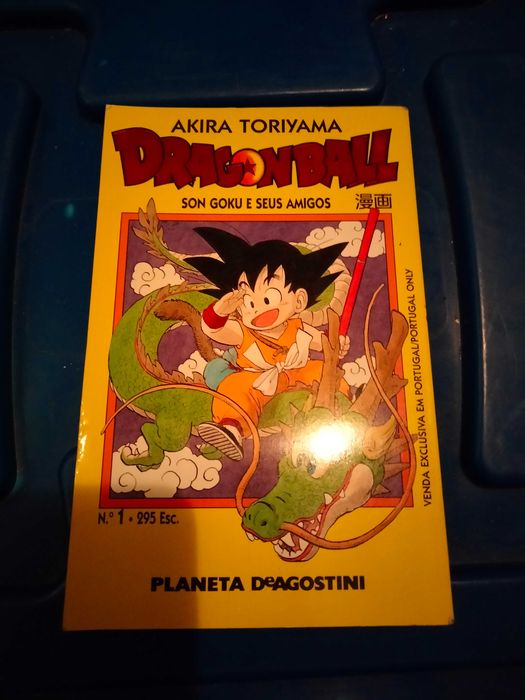 AKIRA TORIYAMA
DRAGON BALL
SON GOKU E SEUS AMIGOS
漫画
VENDA EXCLUSIVA EM PORTUGAL/PORTUGAL ONLY
N.º 1 • 295 Esc.
PLANETA DeAGOSTINI